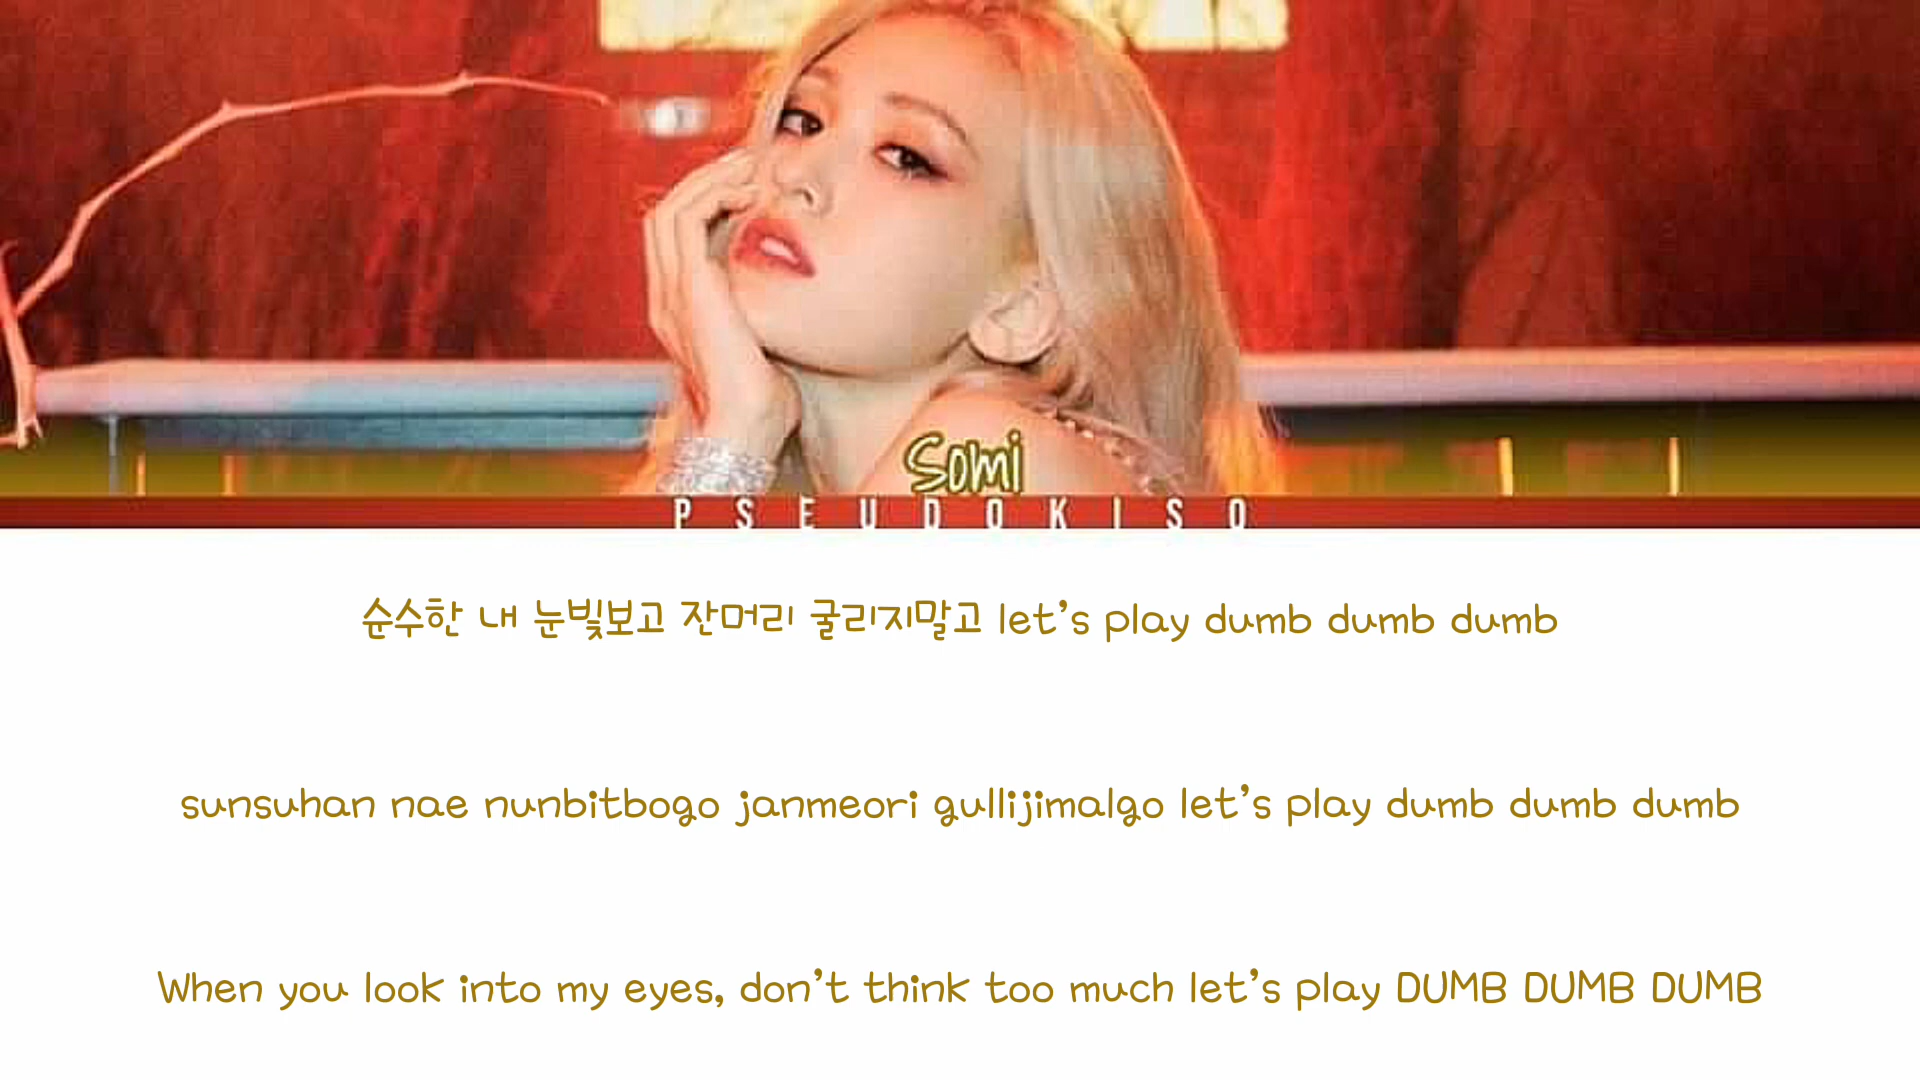 Somi
PSEUDOKISO
순수한 내 눈빛보고 잔머리 굴리지말고 let's play dumb dumb dumb
sunsuhan nae nunbitbogo janmeori gullijimalgo let's play dumb dumb dumb
When you look into my eyes, don't think too much let's play DUMB DUMB DUMB